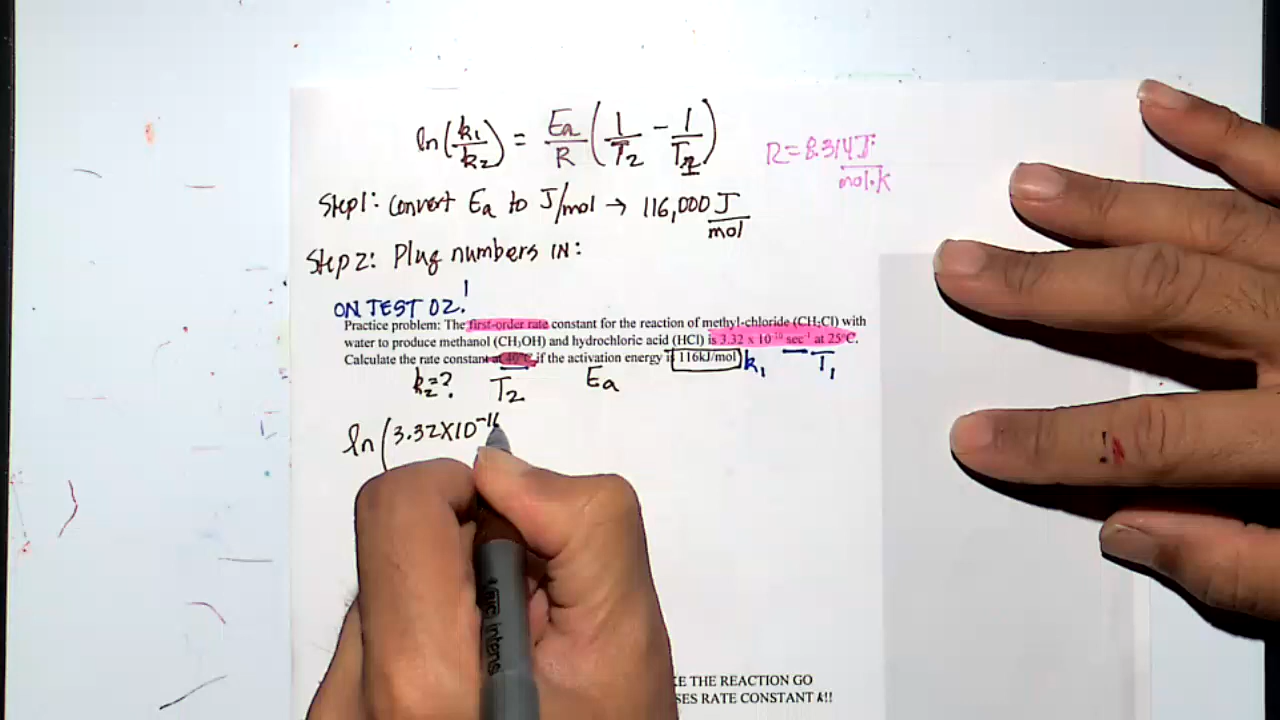 ln(k1/k2) = Ea/R (1/T2 − 1/T1)
R=8.314 J/mol·k
Step1: Convert Ea to J/mol → 116,000 J/mol
Step 2: Plug numbers IN:
ON TEST 02!
Practice problem: The first-order rate constant for the reaction of methyl-chloride (CH3Cl) with
water to produce methanol (CH3OH) and hydrochloric acid (HCl) is 3.32 x 10⁻¹⁰ sec⁻¹ at 25°C.
Calculate the rate constant at 40°C if the activation energy is 116kJ/mol
k1 T1
k2=? T2 Ea
ln(3.32X10
BIC intens
THE REACTION GO
RATE CONSTANT k!!